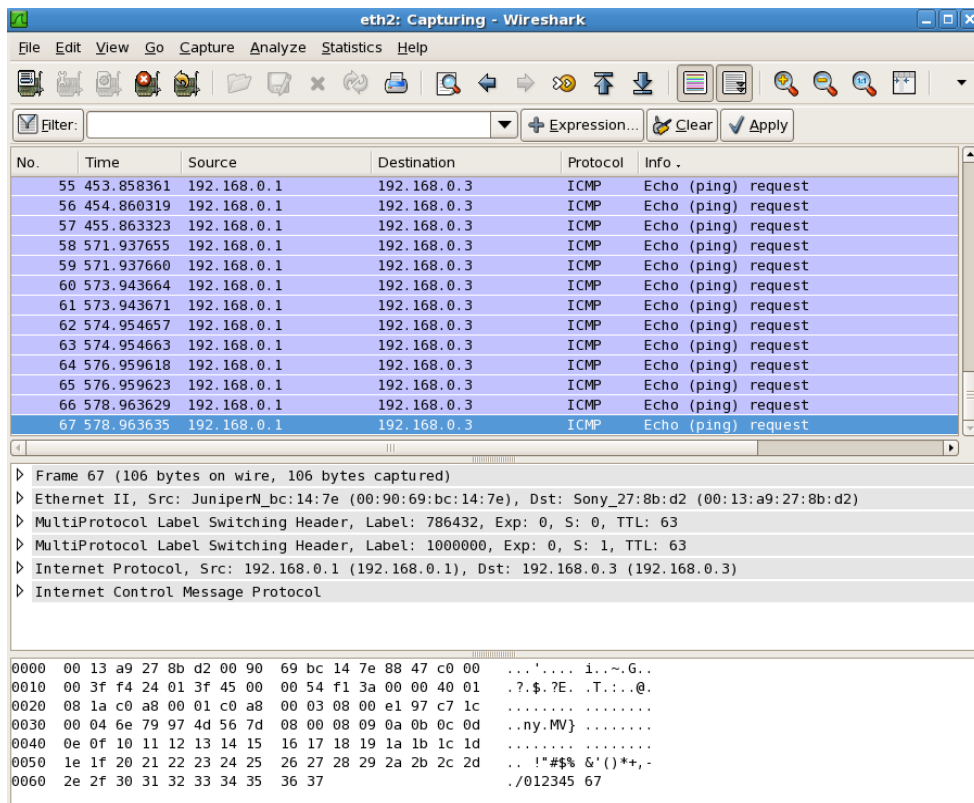 eth2: Capturing - Wireshark
File Edit View Go Capture Analyze Statistics Help
Filter: Expression... Clear Apply
No. Time Source Destination Protocol Info .
55 453.858361 192.168.0.1 192.168.0.3 ICMP Echo (ping) request
56 454.860319 192.168.0.1 192.168.0.3 ICMP Echo (ping) request
57 455.863323 192.168.0.1 192.168.0.3 ICMP Echo (ping) request
58 571.937655 192.168.0.1 192.168.0.3 ICMP Echo (ping) request
59 571.937660 192.168.0.1 192.168.0.3 ICMP Echo (ping) request
60 573.943664 192.168.0.1 192.168.0.3 ICMP Echo (ping) request
61 573.943671 192.168.0.1 192.168.0.3 ICMP Echo (ping) request
62 574.954657 192.168.0.1 192.168.0.3 ICMP Echo (ping) request
63 574.954663 192.168.0.1 192.168.0.3 ICMP Echo (ping) request
64 576.959618 192.168.0.1 192.168.0.3 ICMP Echo (ping) request
65 576.959623 192.168.0.1 192.168.0.3 ICMP Echo (ping) request
66 578.963629 192.168.0.1 192.168.0.3 ICMP Echo (ping) request
67 578.963635 192.168.0.1 192.168.0.3 ICMP Echo (ping) request
Frame 67 (106 bytes on wire, 106 bytes captured)
Ethernet II, Src: JuniperN_bc:14:7e (00:90:69:bc:14:7e), Dst: Sony_27:8b:d2 (00:13:a9:27:8b:d2)
MultiProtocol Label Switching Header, Label: 786432, Exp: 0, S: 0, TTL: 63
MultiProtocol Label Switching Header, Label: 1000000, Exp: 0, S: 1, TTL: 63
Internet Protocol, Src: 192.168.0.1 (192.168.0.1), Dst: 192.168.0.3 (192.168.0.3)
Internet Control Message Protocol
0000 00 13 a9 27 8b d2 00 90 69 bc 14 7e 88 47 c0 00 ...'.... i..~.G..
0010 00 3f f4 24 01 3f 45 00 00 54 f1 3a 00 00 40 01 .?.$.?E. .T.:..@.
0020 08 1a c0 a8 00 01 c0 a8 00 03 08 00 e1 97 c7 1c ........ ........
0030 00 04 6e 79 97 4d 56 7d 08 00 08 09 0a 0b 0c 0d ..ny.MV} ........
0040 0e 0f 10 11 12 13 14 15 16 17 18 19 1a 1b 1c 1d ........ ........
0050 1e 1f 20 21 22 23 24 25 26 27 28 29 2a 2b 2c 2d .. !"#$% &'()*+,-
0060 2e 2f 30 31 32 33 34 35 36 37 ./012345 67